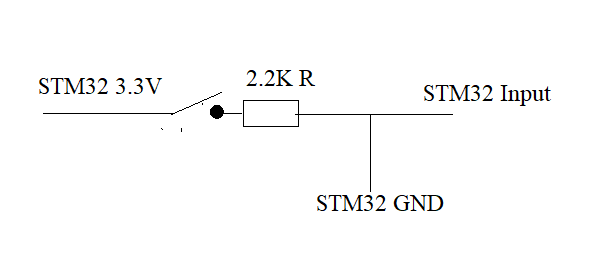 2.2K R
STM32 3.3V
STM32 Input
STM32 GND